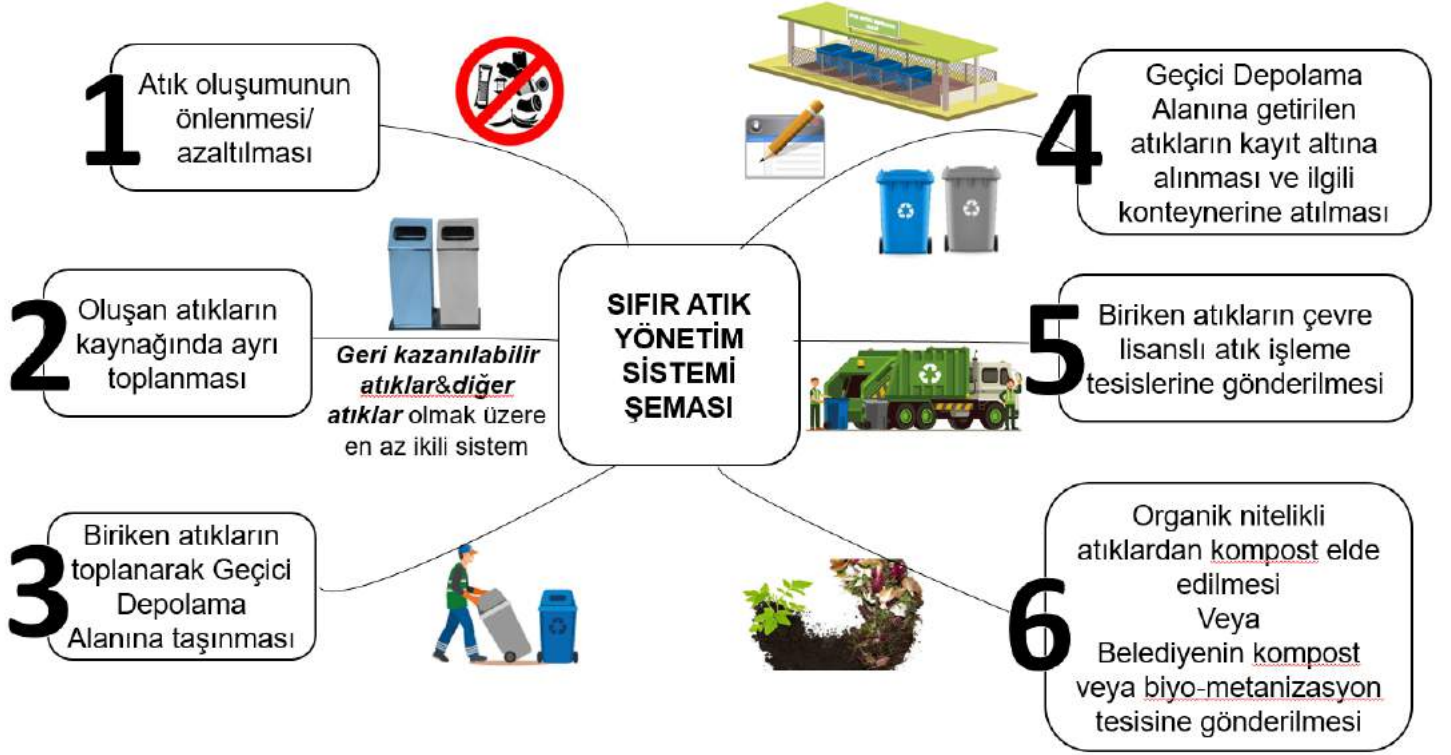 1
Atık oluşumunun
önlenmesi/
azaltılması
2
Oluşan atıkların
kaynağında ayrı
toplanması
Geri kazanılabilir
atıklar&diğer
atıklar olmak üzere
en az ikili sistem
3
Biriken atıkların
toplanarak Geçici
Depolama
Alanına taşınması
SIFIR ATIK
YÖNETİM
SİSTEMİ
ŞEMASI
4
Geçici Depolama
Alanına getirilen
atıkların kayıt altına
alınması ve ilgili
konteynerine atılması
5
Biriken atıkların çevre
lisanslı atık işleme
tesislerine gönderilmesi
6
Organik nitelikli
atıklardan kompost elde
edilmesi
Veya
Belediyenin kompost
veya biyo-metanizasyon
tesisine gönderilmesi